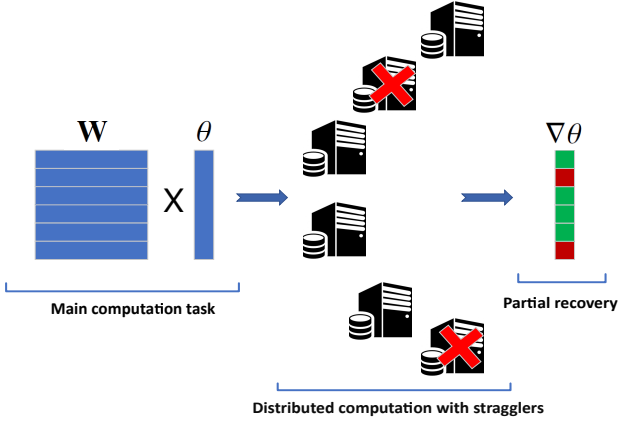 W
θ
X
∇θ
Main computation task
Partial recovery
Distributed computation with stragglers